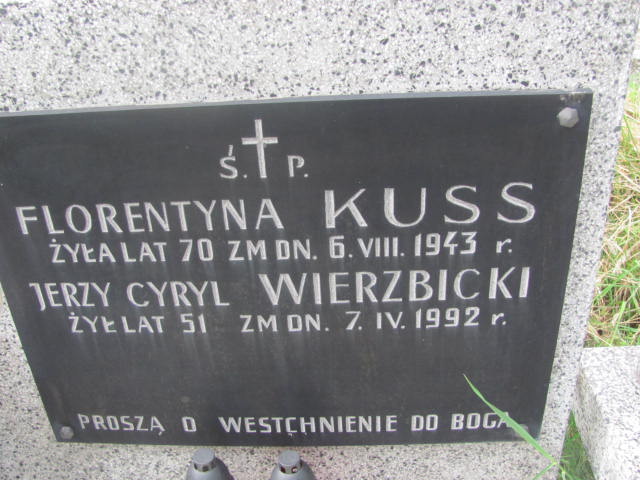 Ś. P.
FLORENTYNA KUSS
ŻYŁA LAT 70 ZM DN. 6. VIII. 1943 r.
JERZY CYRYL WIERZBICKI
ŻYŁ LAT 51 ZM DN. 7. IV. 1992 r.
PROSZĄ O WESTCHNIENIE DO BOGA